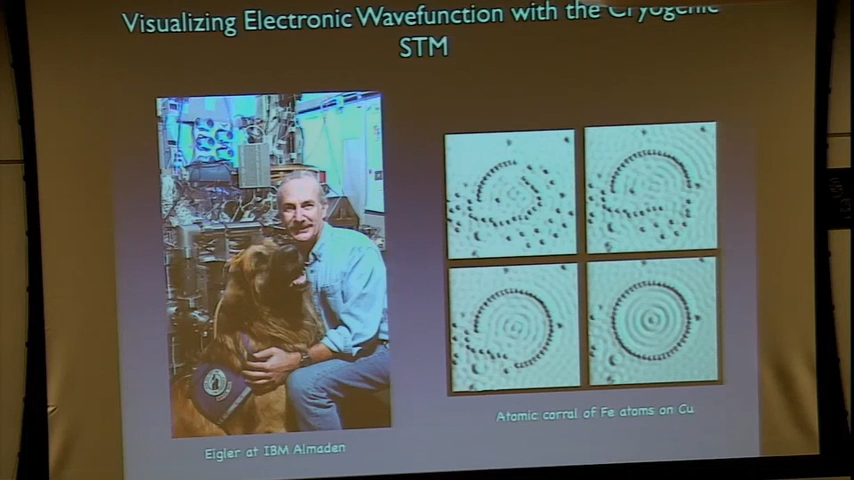 Visualizing Electronic Wavefunction with the Cryogenic
STM
Eigler at IBM Almaden
Atomic corral of Fe atoms on Cu